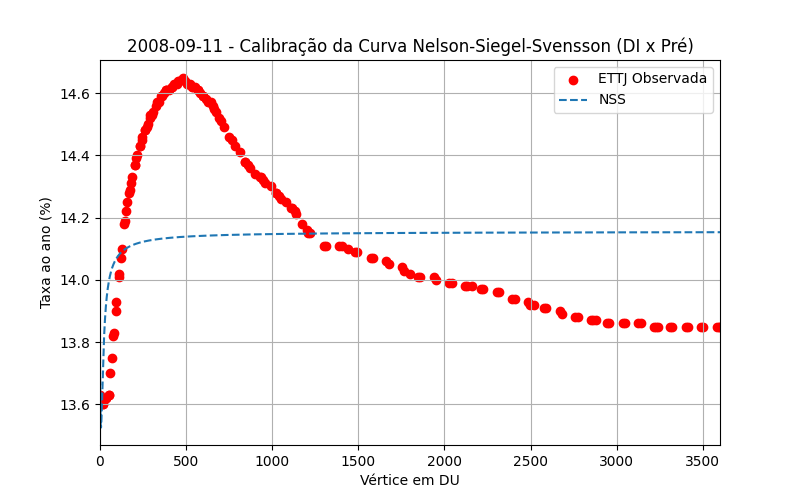 2008-09-11 - Calibração da Curva Nelson-Siegel-Svensson (DI x Pré)
ETTJ Observada
NSS
Taxa ao ano (%)
14.6
14.4
14.2
14.0
13.8
13.6
0 500 1000 1500 2000 2500 3000 3500
Vértice em DU